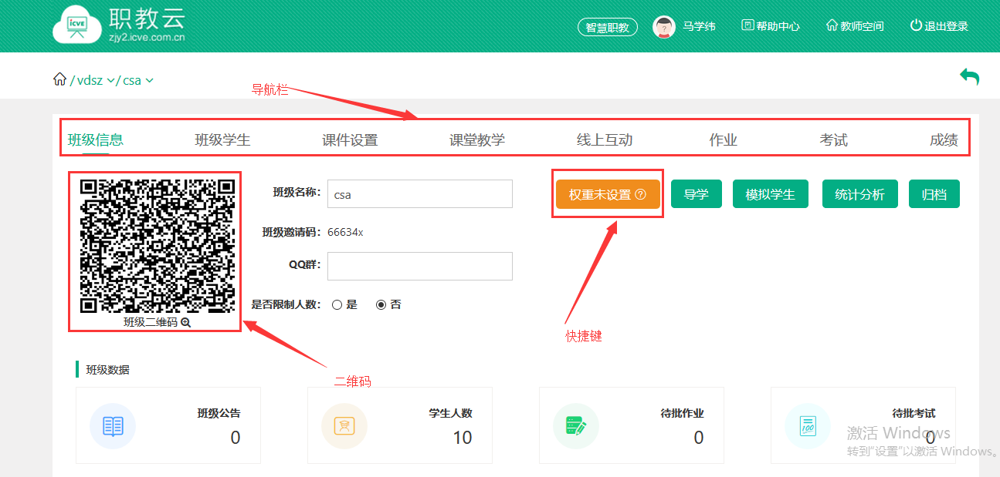 icve 职教云
zjy2.icve.com.cn
智慧职教 马学纬 帮助中心 教师空间 退出登录
/ vdsz / csa
导航栏
班级信息 班级学生 课件设置 课堂教学 线上互动 作业 考试 成绩
班级名称: csa
权重未设置 ? 导学 模拟学生 统计分析 归档
班级邀请码: 66634x
QQ群:
是否限制人数: 是 否
班级二维码
快捷键
二维码
班级数据
班级公告
0
学生人数
10
待批作业
0
100
待批考试
0
激活 Windows
转到"设置"以激活 Windows。